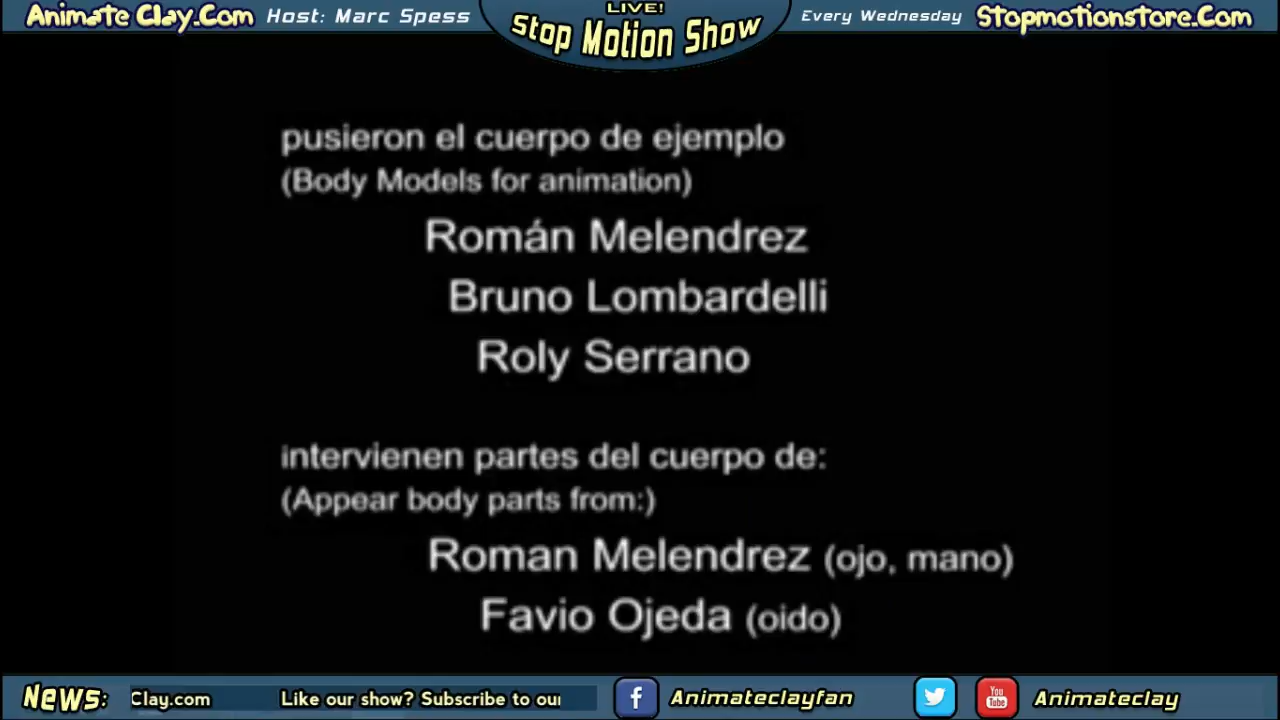 Animate Clay.Com Host: Marc Spess LIVE! Stop Motion Show Every Wednesday Stopmotionstore.Com
pusieron el cuerpo de ejemplo
(Body Models for animation)
Román Melendrez
Bruno Lombardelli
Roly Serrano
intervienen partes del cuerpo de:
(Appear body parts from:)
Roman Melendrez (ojo, mano)
Favio Ojeda (oido)
News: Clay.com Like our show? Subscribe to our Animateclayfan You Tube Animateclay